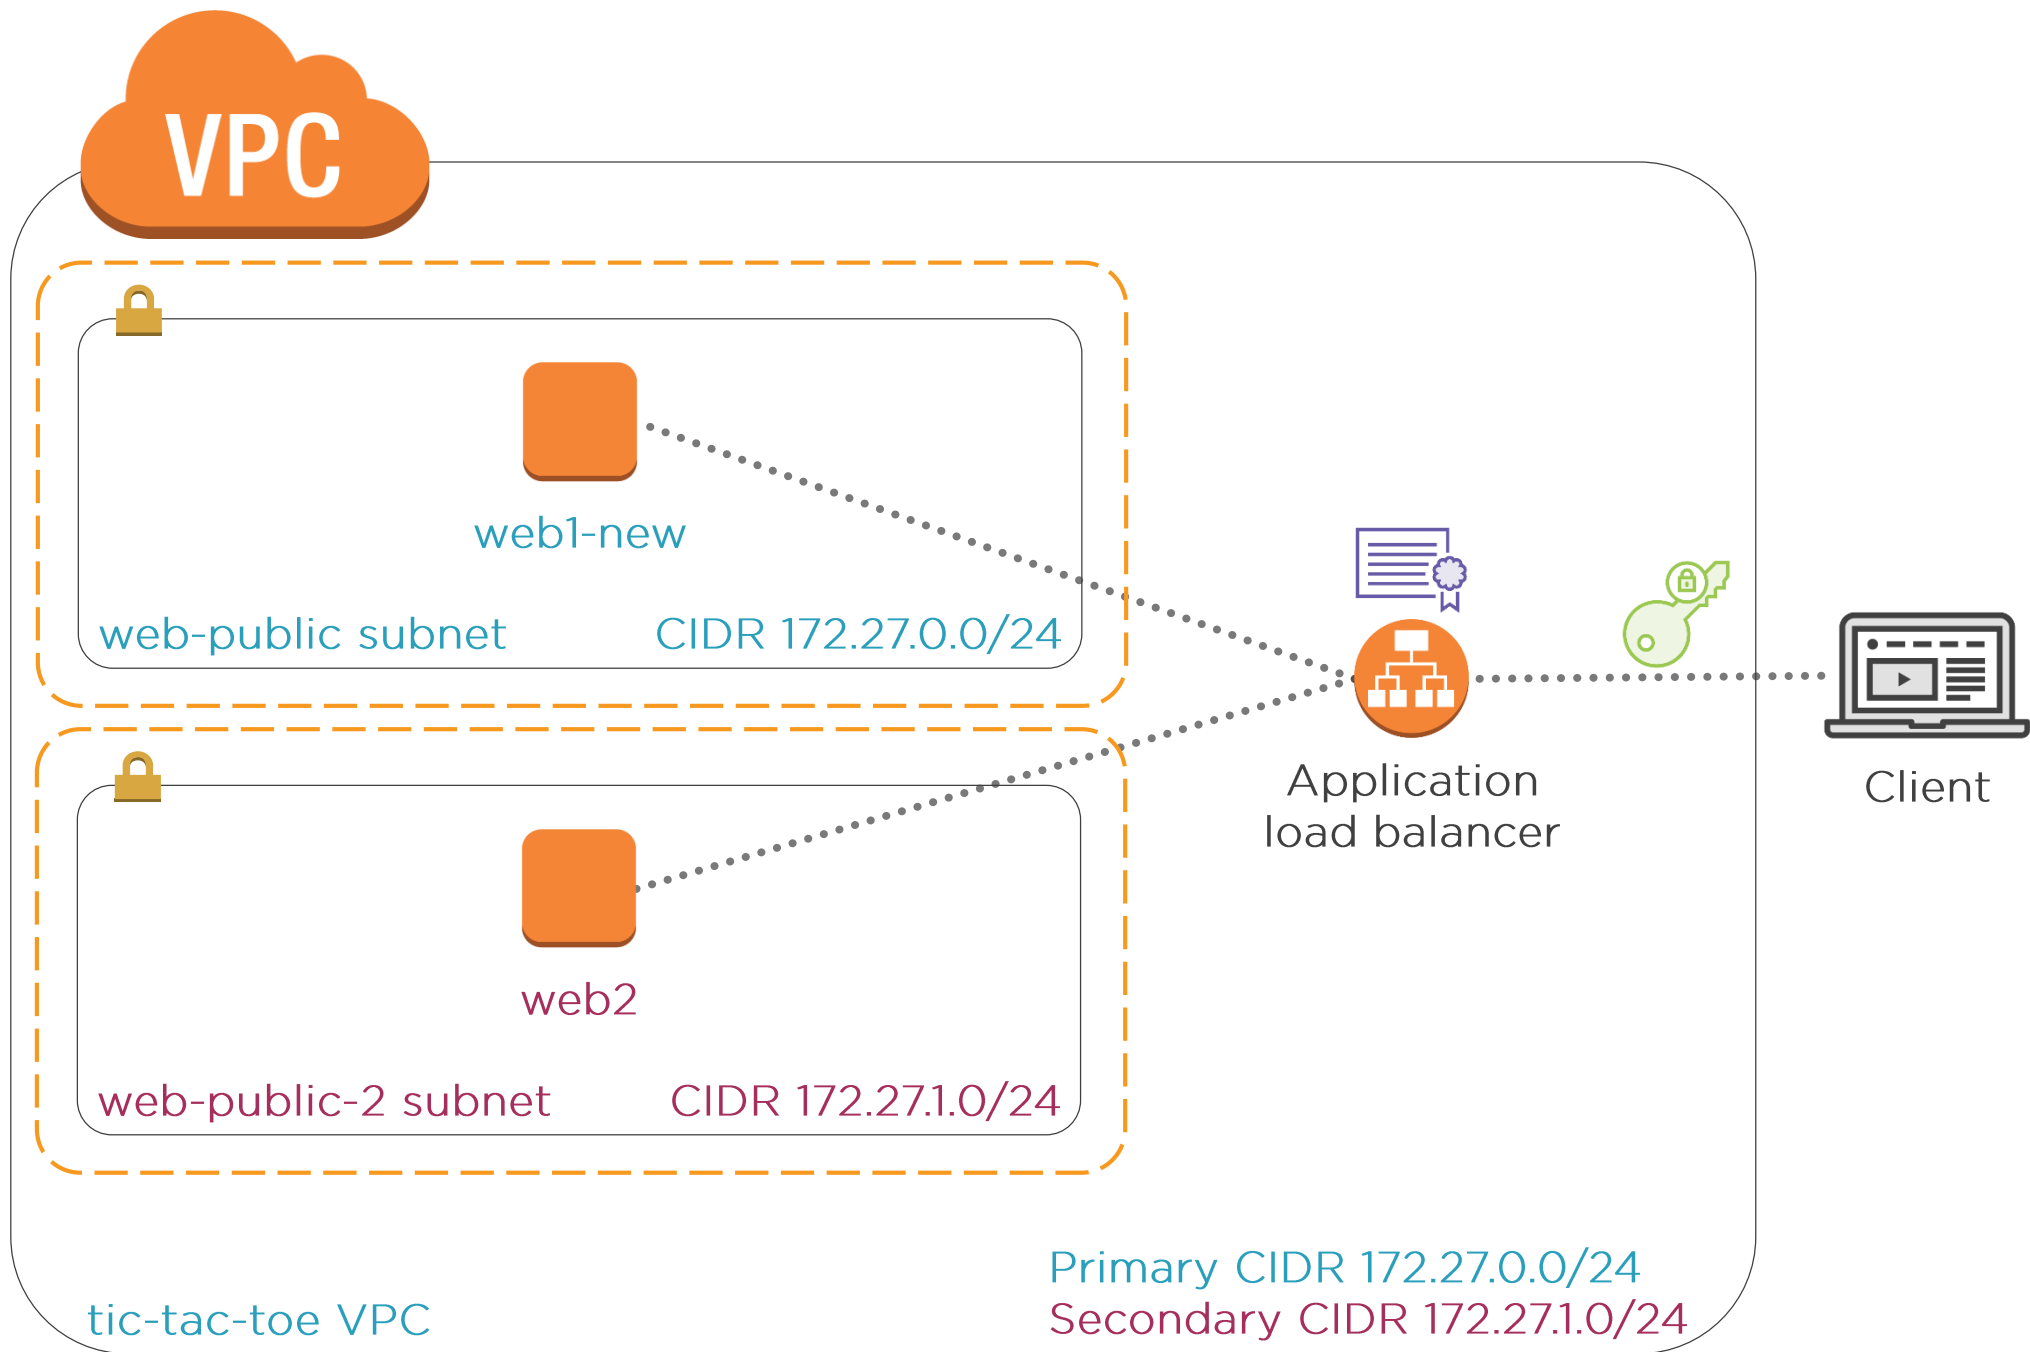 VPC
web1-new
web-public subnet CIDR 172.27.0.0/24
Application
load balancer
Client
web2
web-public-2 subnet CIDR 172.27.1.0/24
Primary CIDR 172.27.0.0/24
Secondary CIDR 172.27.1.0/24
tic-tac-toe VPC